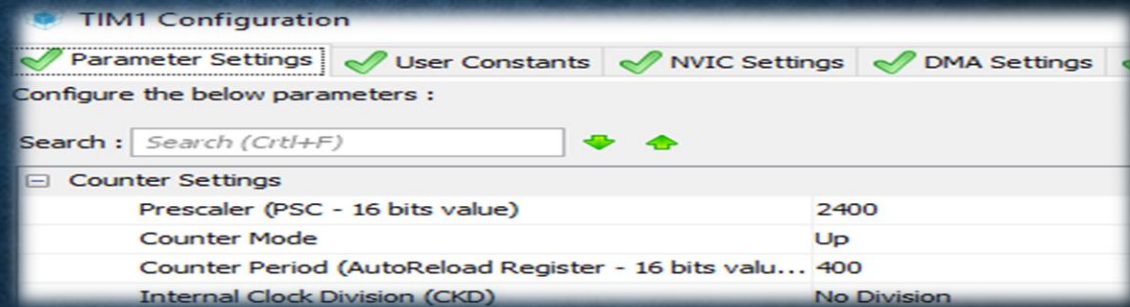 TIM1 Configuration
Parameter Settings User Constants NVIC Settings DMA Settings
Configure the below parameters :
Search : Search (Crtl+F)
Counter Settings
Prescaler (PSC - 16 bits value) 2400
Counter Mode Up
Counter Period (AutoReload Register - 16 bits valu... 400
Internal Clock Division (CKD) No Division